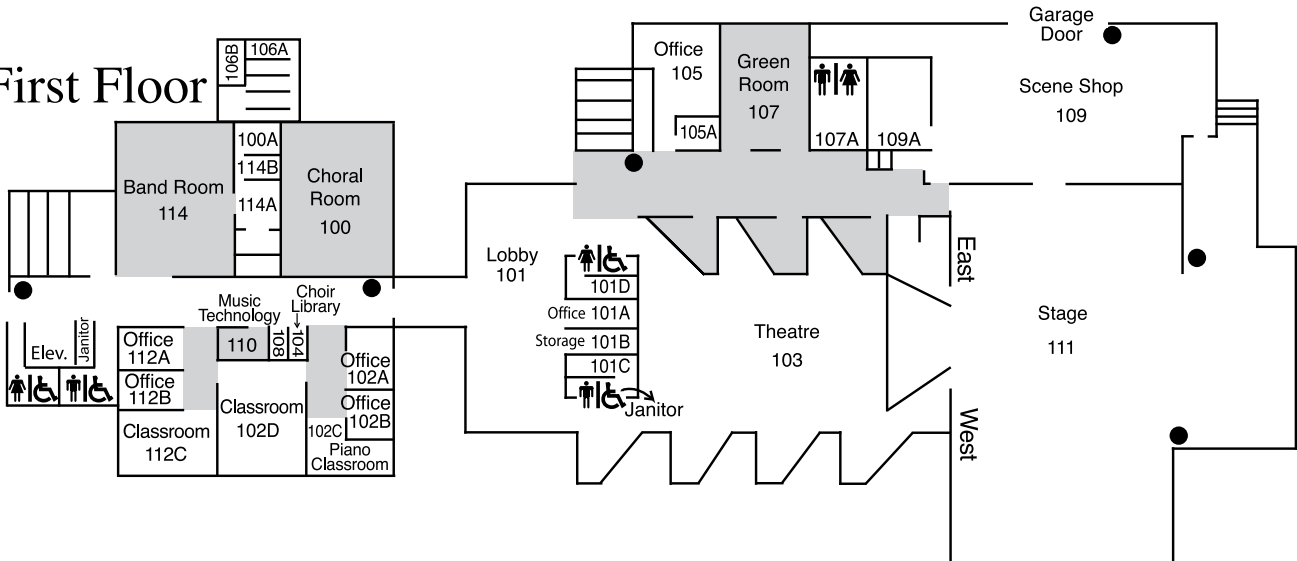 First Floor
106B
106A
100A
114B
114A
Band Room
114
Choral
Room
100
Office
105
105A
Green
Room
107
107A
109A
Garage
Door
Scene Shop
109
Lobby
101
101D
Office 101A
Storage 101B
101C
Janitor
Theatre
103
East
West
Stage
111
Music
Technology
110
Choir
Library
108
104
Elev.
Janitor
Office
112A
Office
112B
Classroom
112C
Classroom
102D
Office
102A
Office
102B
102C
Piano
Classroom